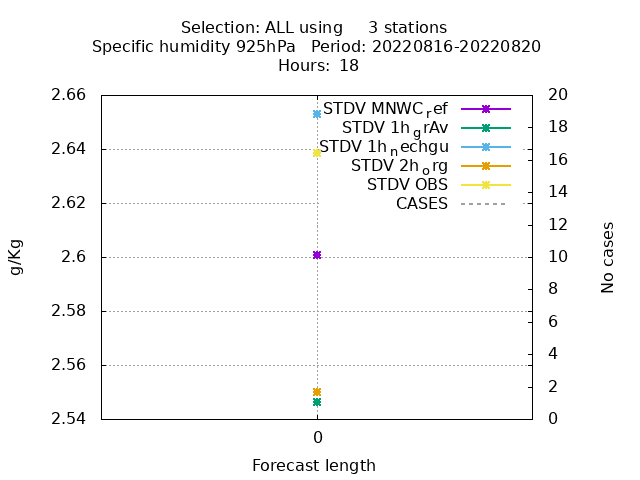 Selection: ALL using     3 stations
Specific humidity 925hPa   Period: 20220816-20220820
Hours: 18
2.66
2.64
2.62
2.6
2.58
2.56
2.54
g/Kg
STDV MNWC_ref
STDV 1h_grAv
STDV 1h_nechgu
STDV 2h_org
STDV OBS
CASES
20
18
16
14
12
10
8
6
4
2
0
No cases
0
Forecast length